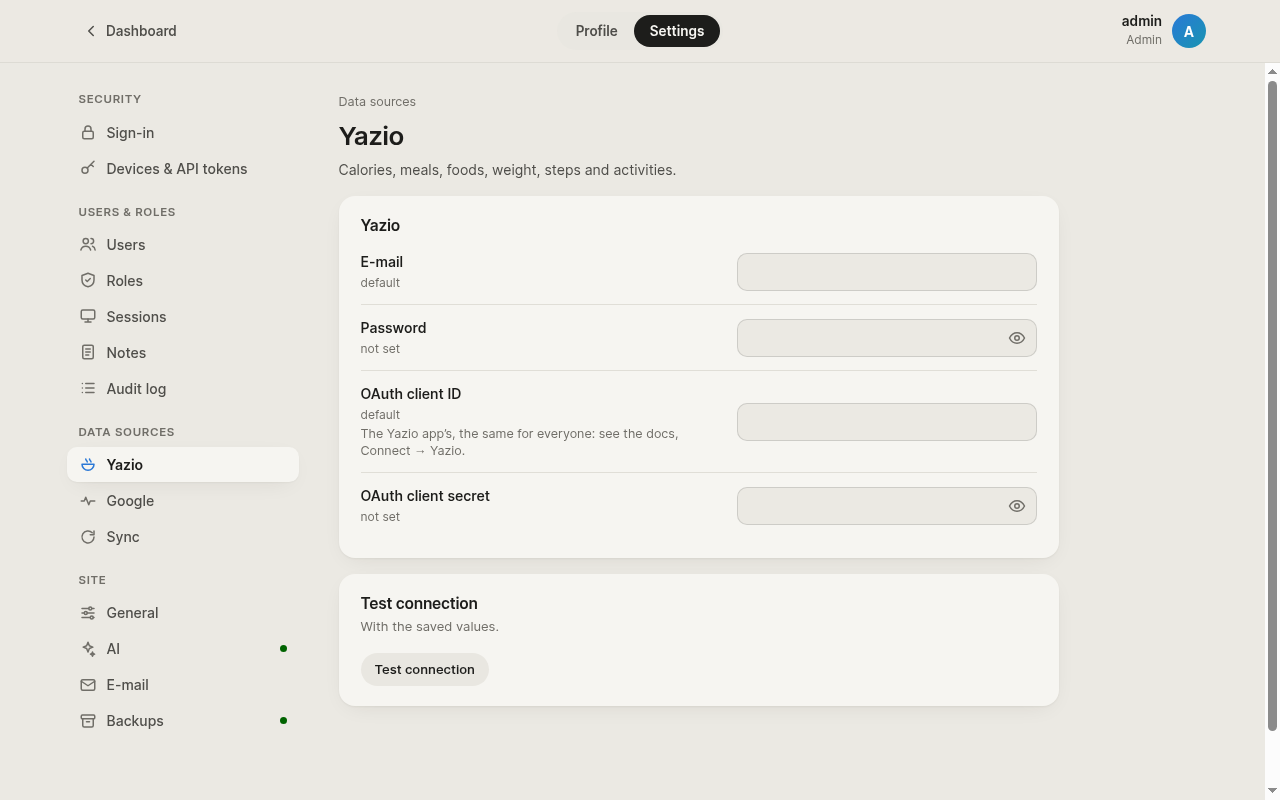 Dashboard
Profile
Settings
admin
Admin
A
SECURITY
Sign-in
Devices & API tokens
USERS & ROLES
Users
Roles
Sessions
Notes
Audit log
DATA SOURCES
Yazio
Google
Sync
SITE
General
AI
E-mail
Backups
Data sources
Yazio
Calories, meals, foods, weight, steps and activities.
Yazio
E-mail
default
Password
not set
OAuth client ID
default
The Yazio app's, the same for everyone: see the docs,
Connect → Yazio.
OAuth client secret
not set
Test connection
With the saved values.
Test connection